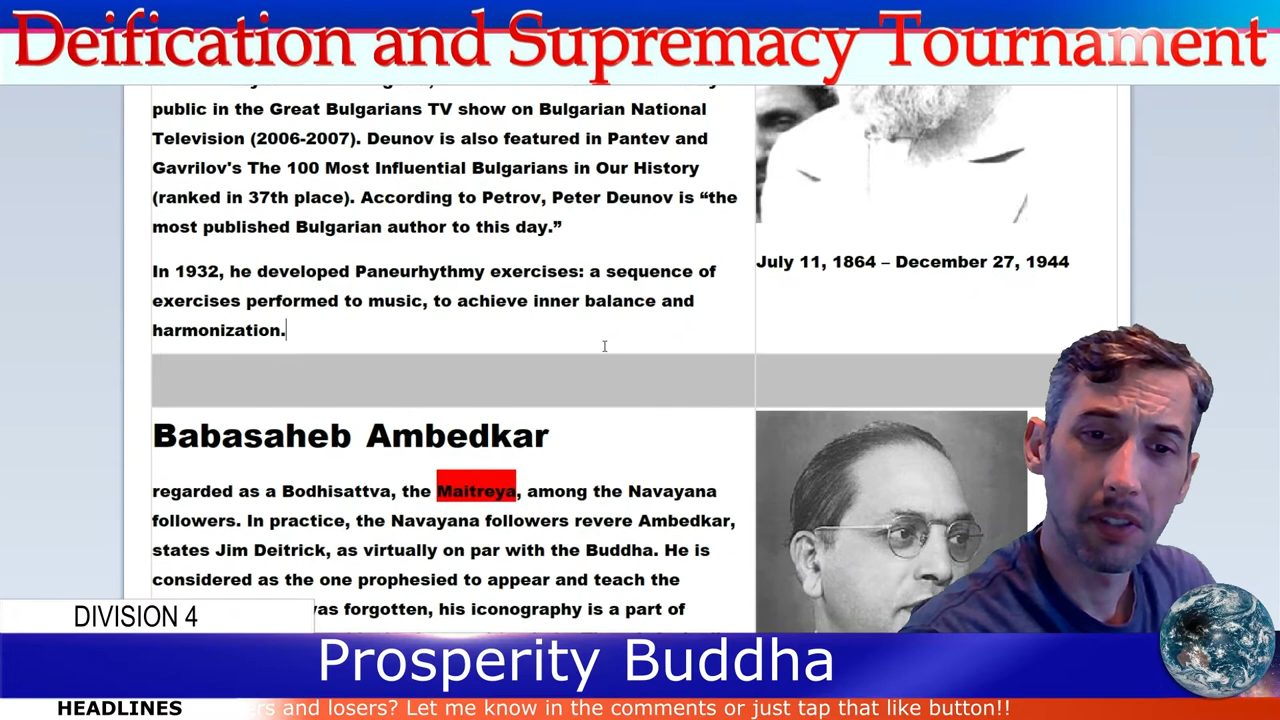 Deification and Supremacy Tournament
public in the Great Bulgarians TV show on Bulgarian National
Television (2006-2007). Deunov is also featured in Pantev and
Gavrilov's The 100 Most Influential Bulgarians in Our History
(ranked in 37th place). According to Petrov, Peter Deunov is “the
most published Bulgarian author to this day.”
In 1932, he developed Paneurhythmy exercises: a sequence of
exercises performed to music, to achieve inner balance and
harmonization.
July 11, 1864 – December 27, 1944
Babasaheb Ambedkar
regarded as a Bodhisattva, the Maitreya, among the Navayana
followers. In practice, the Navayana followers revere Ambedkar,
states Jim Deitrick, as virtually on par with the Buddha. He is
considered as the one prophesied to appear and teach the
was forgotten, his iconography is a part of
DIVISION 4
Prosperity Buddha
HEADLINES
and losers? Let me know in the comments or just tap that like button!!